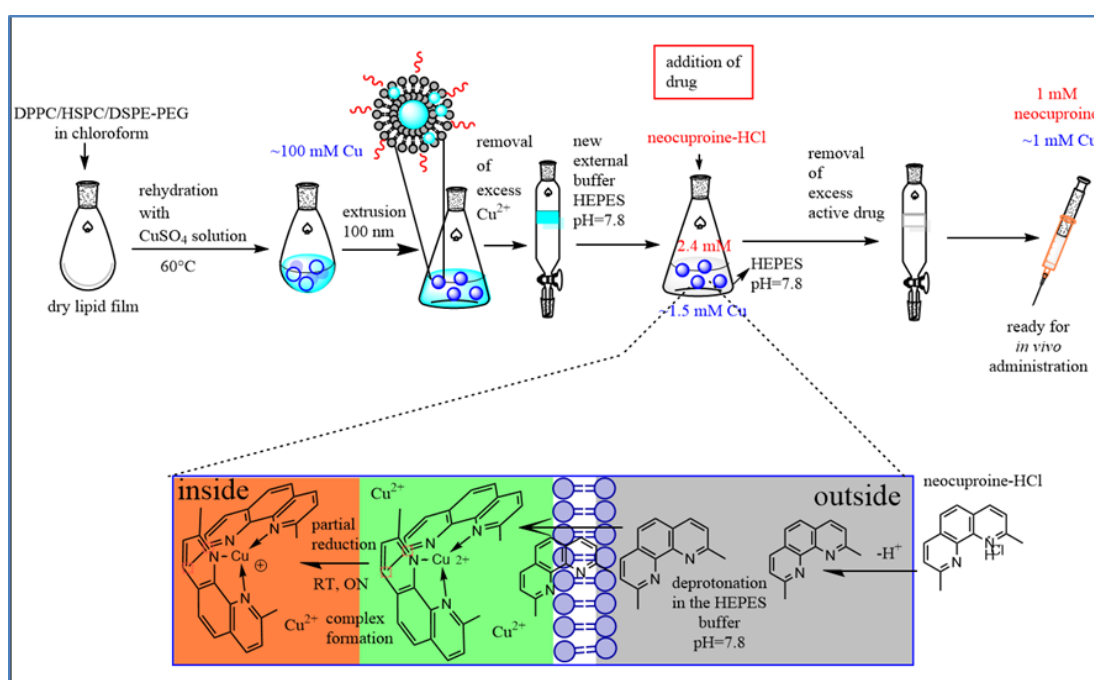 DPPC/HSPC/DSPE-PEG
in chloroform
rehydration
with
CuSO4 solution
60°C
dry lipid film
~100 mM Cu
extrusion
100 nm
removal
of
excess
Cu2+
new
external
buffer
HEPES
pH=7.8
addition of
drug
neocuproine-HCl
2.4 mM
HEPES
pH=7.8
~1.5 mM Cu
removal
of
excess
active drug
1 mM
neocuproine
~1 mM Cu
ready for
in vivo
administration
inside
Cu2+
partial
reduction
RT, ON
N
N
Cu
N
N
⊕
Cu2+
complex
formation
N
N
Cu
2+
N
N
Cu2+
N
N
outside
N
N
deprotonation
in the HEPES
buffer
pH=7.8
N
N
-H+
neocuproine-HCl
N
HCl
H
N